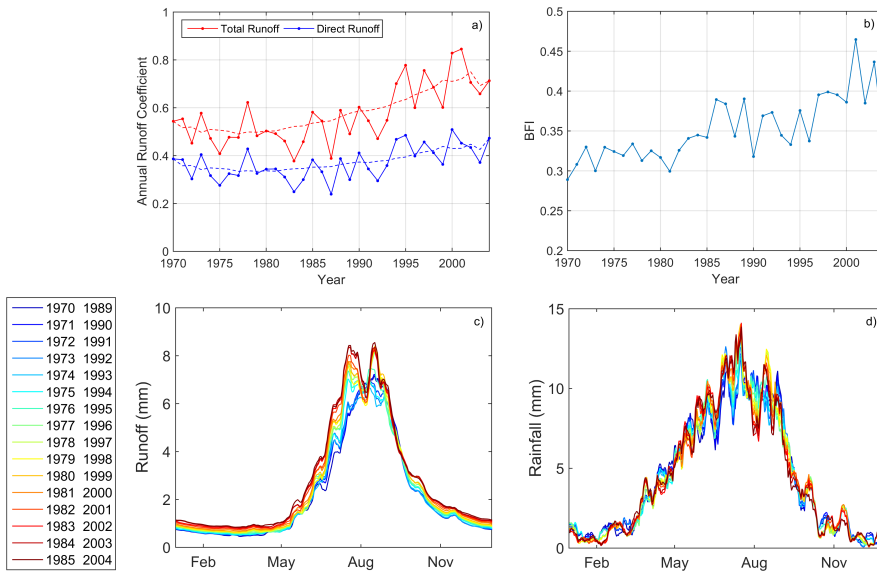 Total Runoff
Direct Runoff
a)
1
0.8
0.6
0.4
0.2
0
1970 1975 1980 1985 1990 1995 2000
Annual Runoff Coefficient
Year
b)
0.5
0.45
0.4
0.35
0.3
0.25
0.2
1970 1975 1980 1985 1990 1995 2000
BFI
Year
1970 1989
1971 1990
1972 1991
1973 1992
1974 1993
1975 1994
1976 1995
1977 1996
1978 1997
1979 1998
1980 1999
1981 2000
1982 2001
1983 2002
1984 2003
1985 2004
c)
10
8
6
4
2
0
Feb May Aug Nov
Runoff (mm)
d)
15
10
5
0
Feb May Aug Nov
Rainfall (mm)